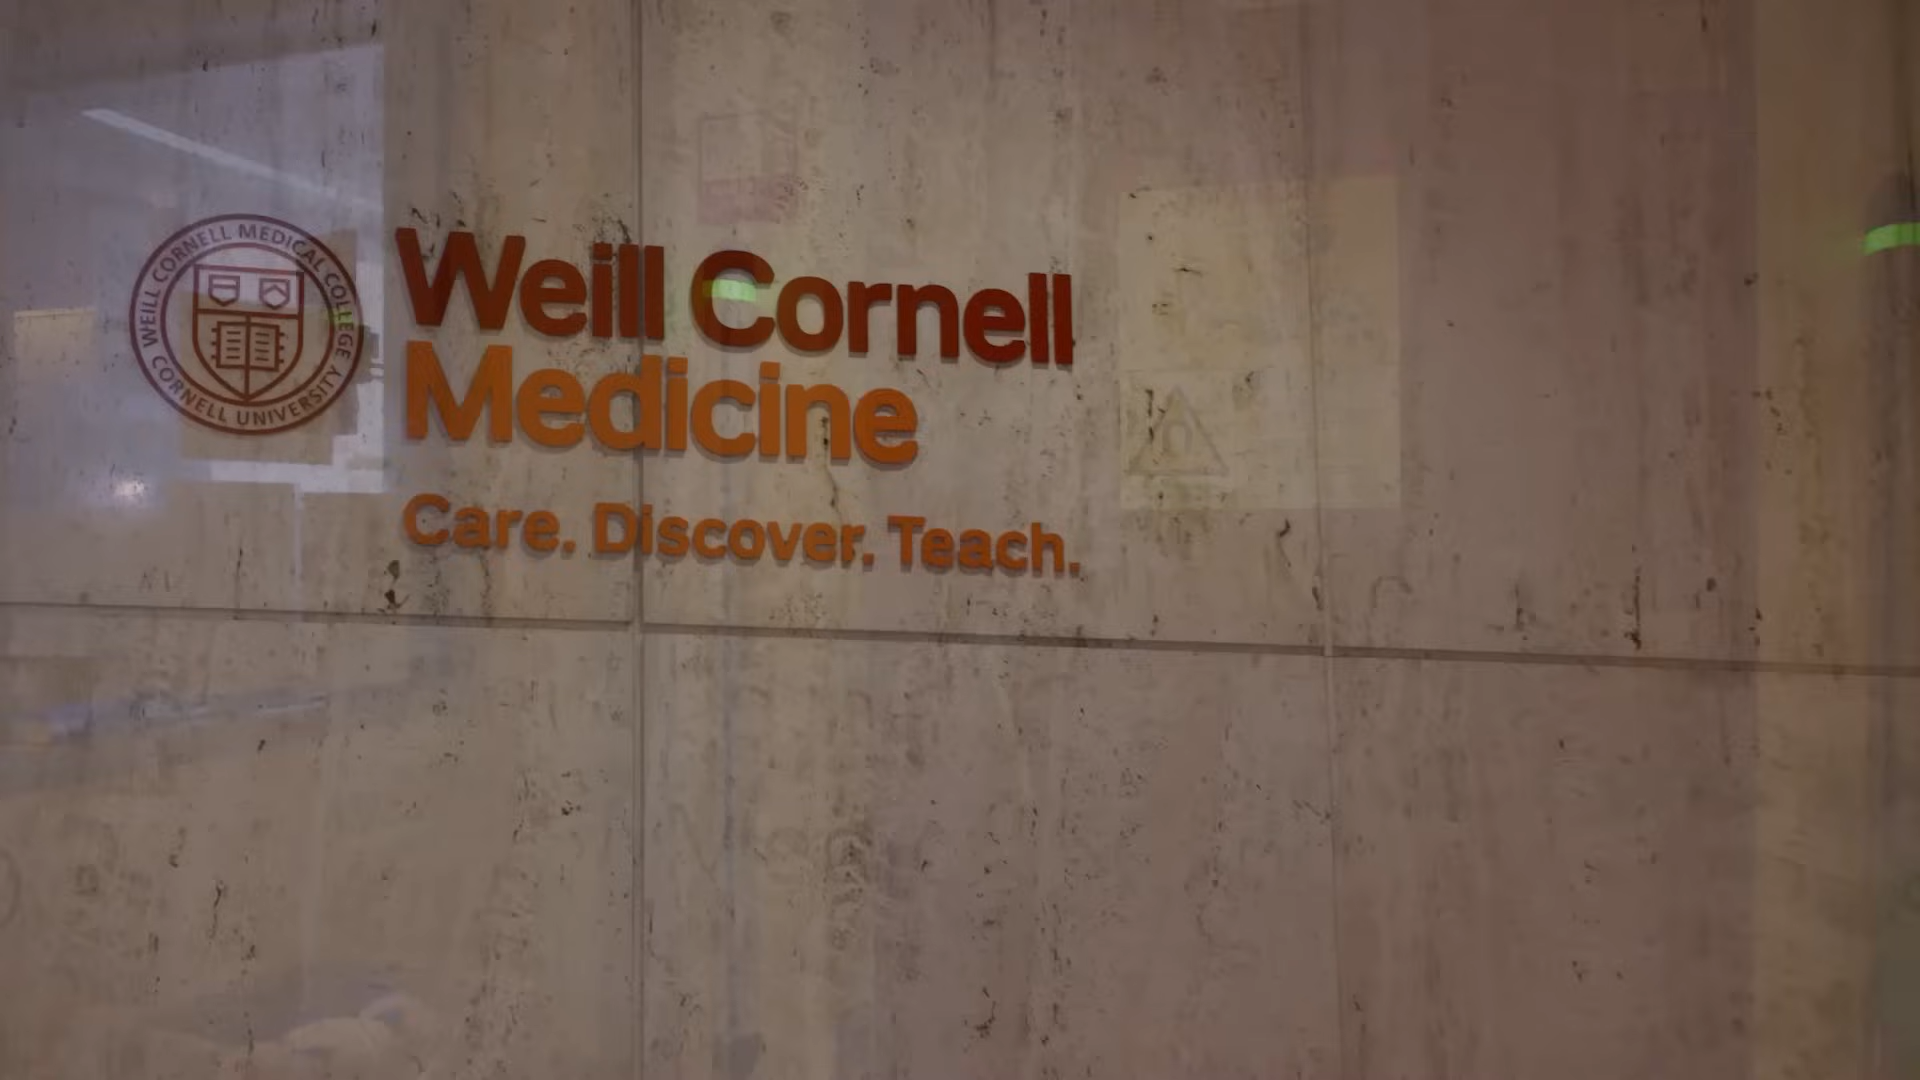 WEILL CORNELL MEDICAL COLLEGE
CORNELL UNIVERSITY
Weill Cornell
Medicine
Care. Discover. Teach.